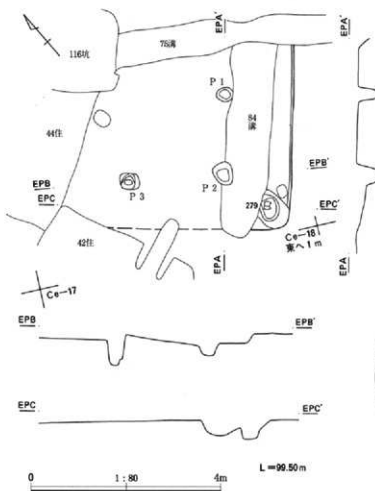 EPA′
EPA′
116坑
75溝
P 1
84溝
44住
P 2
EPB
EPB′
EPC
P 3
279
EPC′
Ce-18
東へ1m
42住
EPA
EPA
Ce-17
EPB
EPB′
EPC
EPC′
L=99.50m
0
1:80
4m